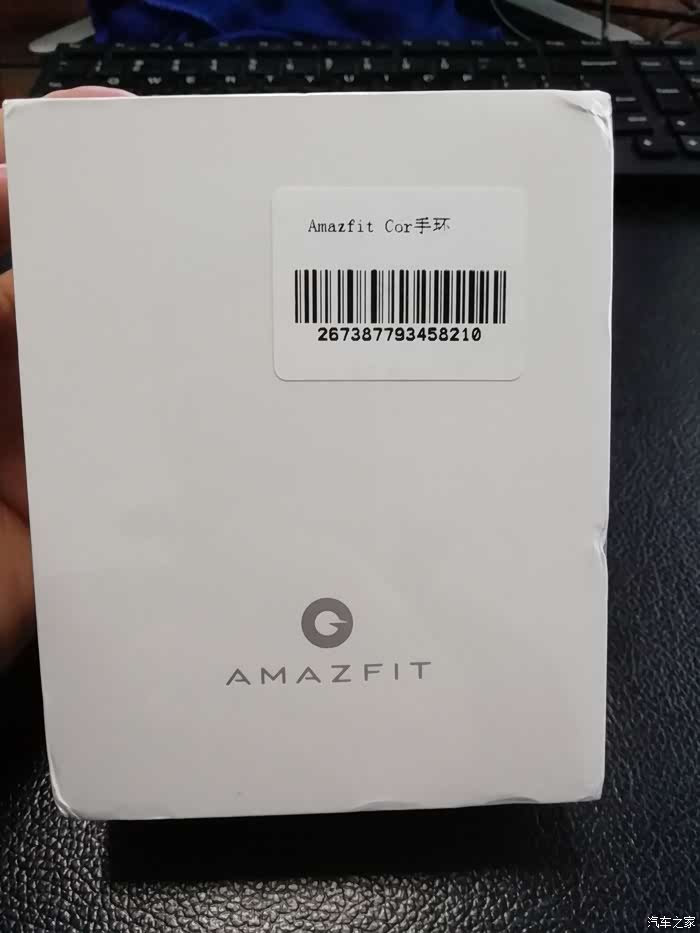 Q W E R T Y U I O P
Amazfit Cor手环
267387793458210
AMAZFIT
汽车之家